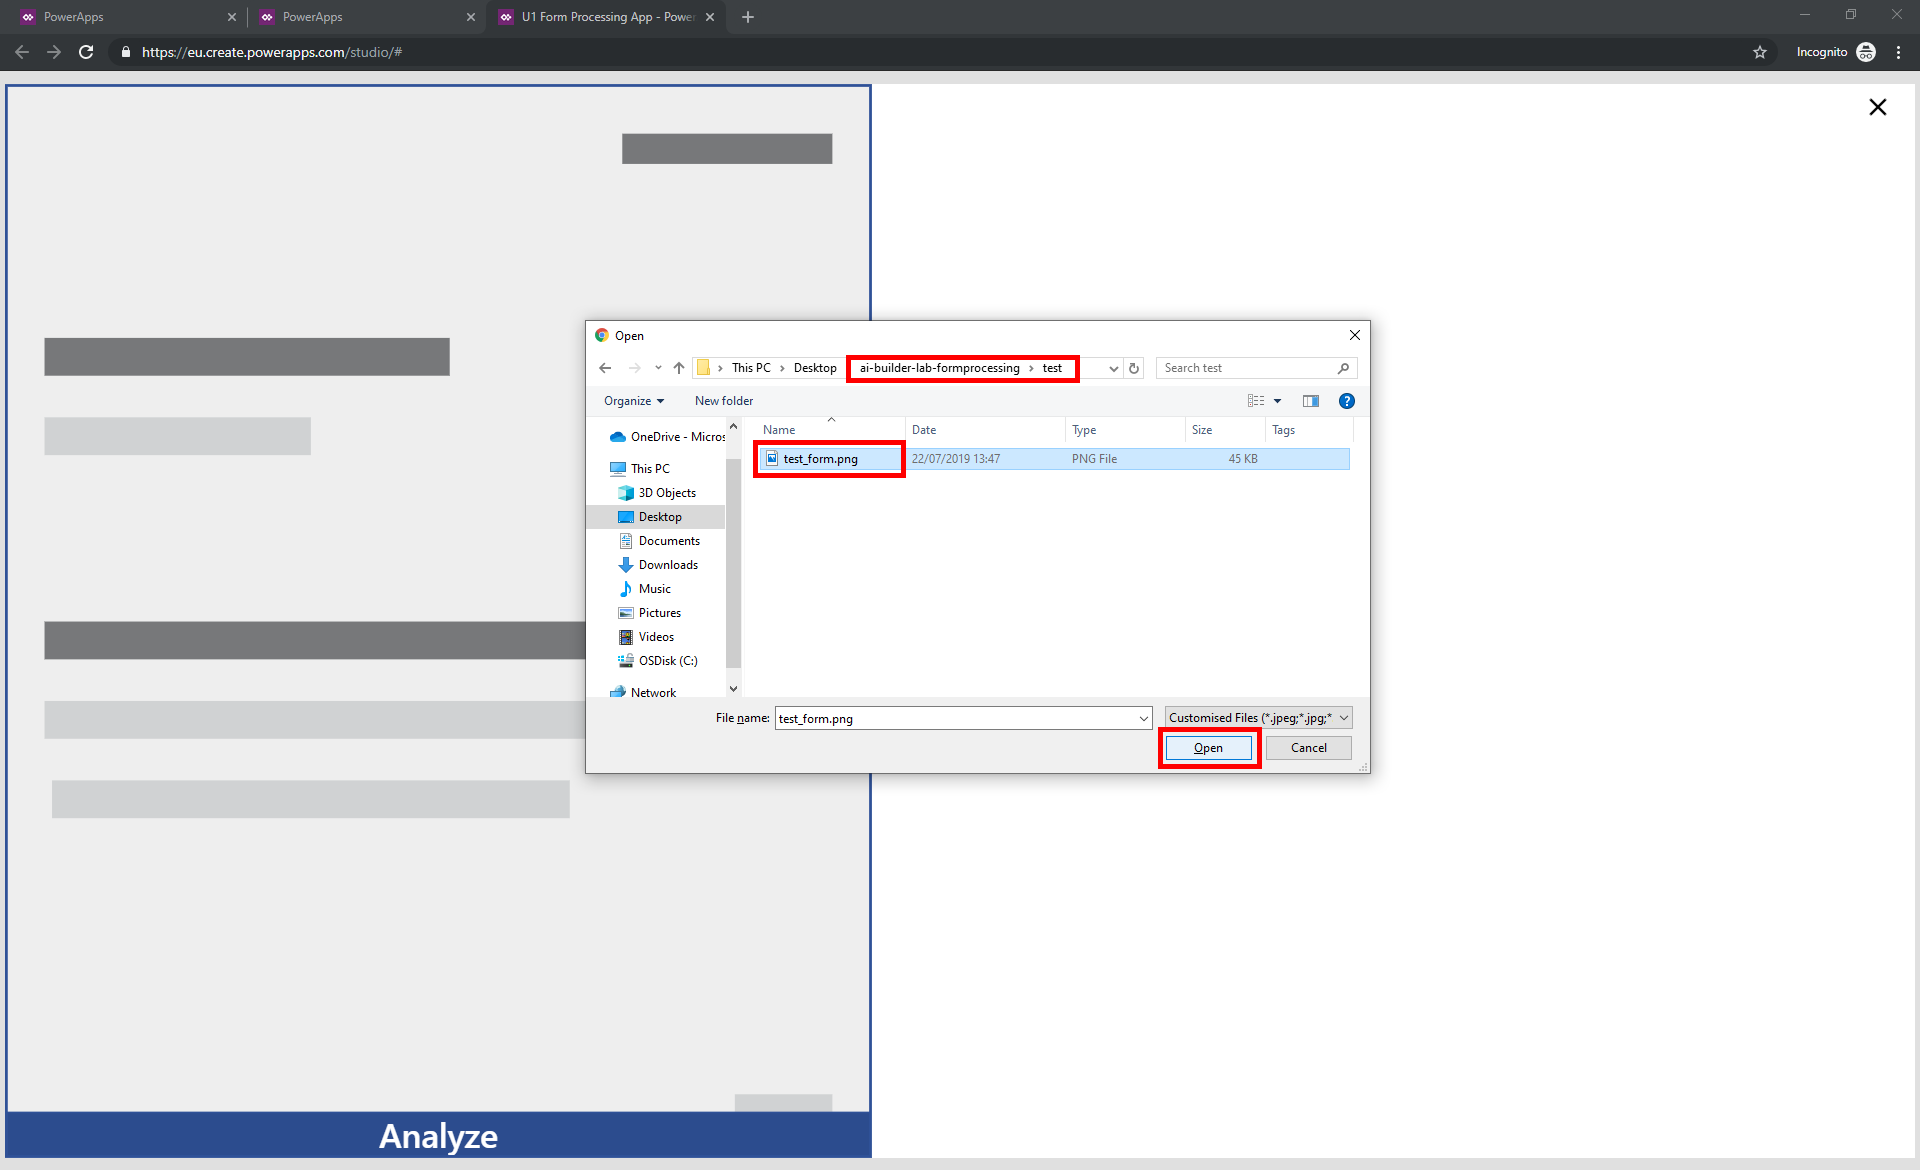 PowerApps
PowerApps
U1 Form Processing App - Power
https://eu.create.powerapps.com/studio/#
Incognito
Open
This PC
Desktop
ai-builder-lab-formprocessing
test
Search test
Organize
New folder
Name
Date
Type
Size
Tags
OneDrive - Micros
This PC
3D Objects
Desktop
Documents
Downloads
Music
Pictures
Videos
OSDisk (C:)
Network
test_form.png
22/07/2019 13:47
PNG File
45 KB
File name:
test_form.png
Customised Files (*.jpeg;*.jpg;*
Open
Cancel
Analyze